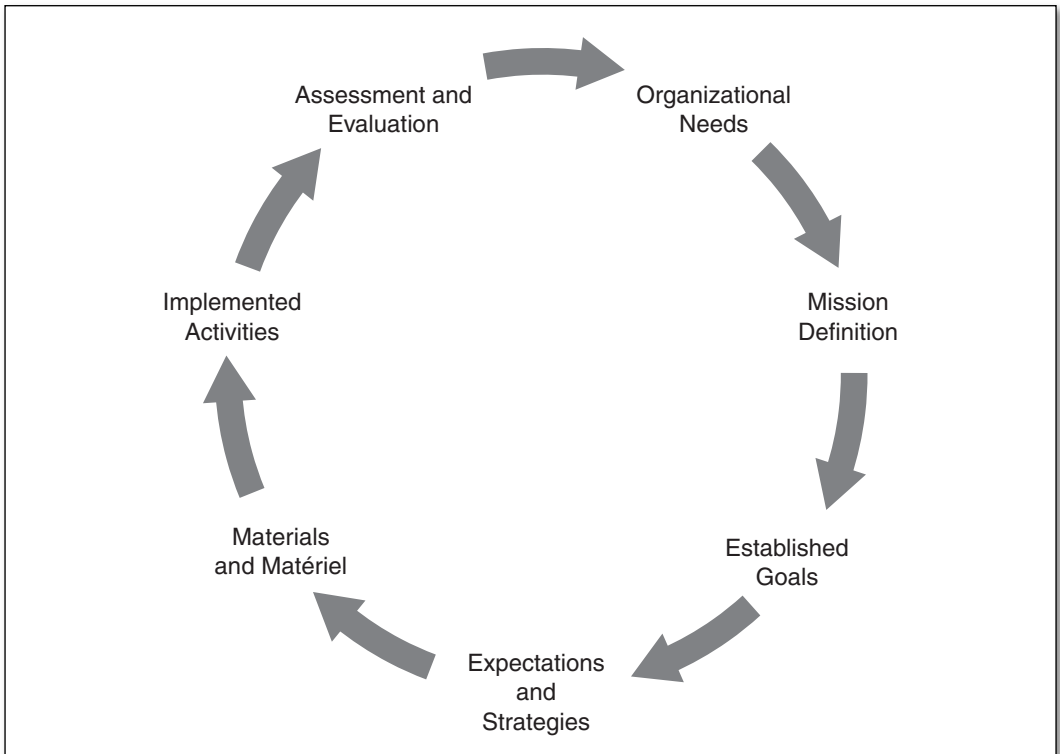 Assessment and
Evaluation
Organizational
Needs
Mission
Definition
Established
Goals
Expectations
and
Strategies
Materials
and Matériel
Implemented
Activities